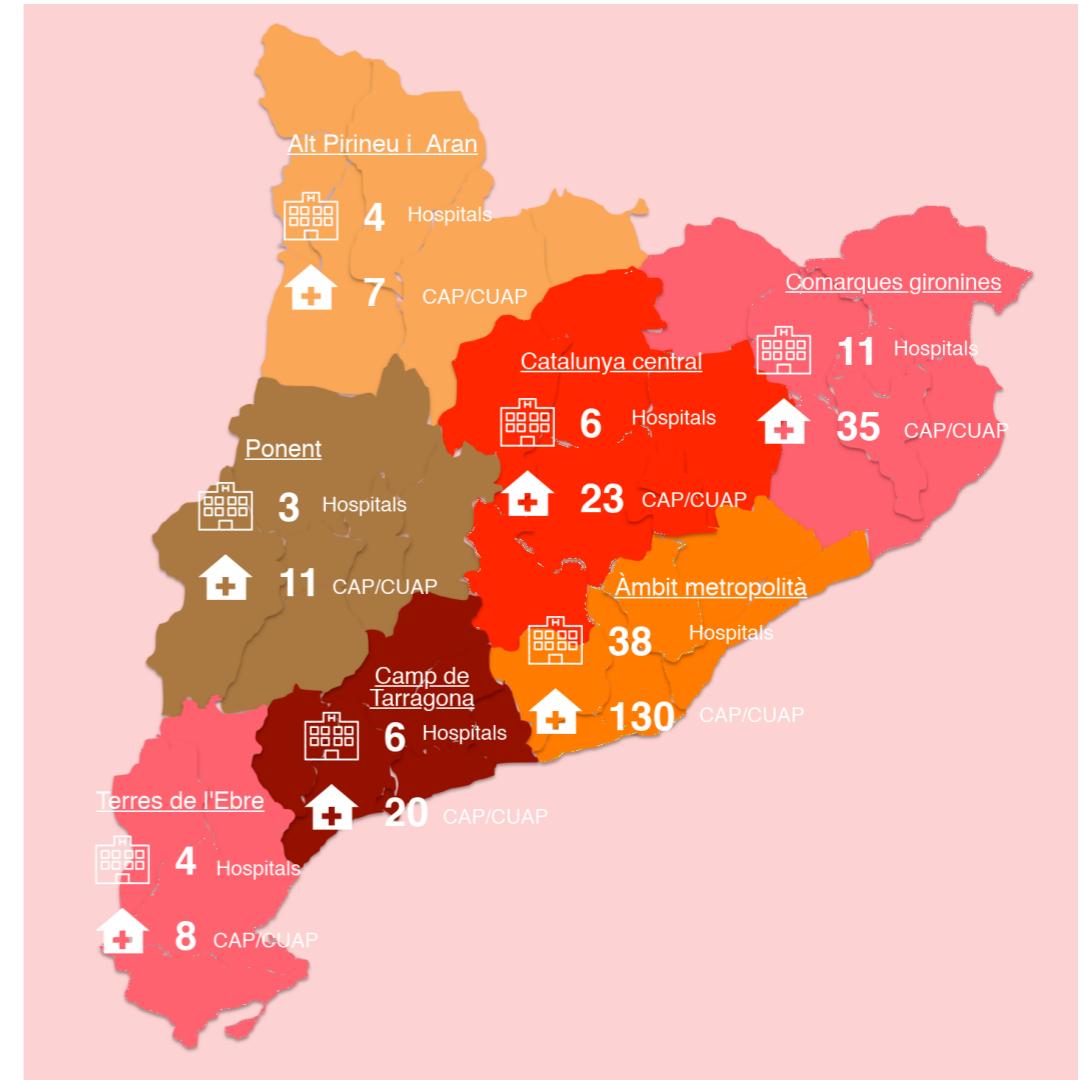 Alt Pirineu i  Aran
4 Hospitals
7 CAP/CUAP
Comarques gironines
11 Hospitals
35 CAP/CUAP
Catalunya central
6 Hospitals
23 CAP/CUAP
Ponent
3 Hospitals
11 CAP/CUAP
Àmbit metropolità
38 Hospitals
130 CAP/CUAP
Camp de
Tarragona
6 Hospitals
20 CAP/CUAP
Terres de l'Ebre
4 Hospitals
8 CAP/CUAP